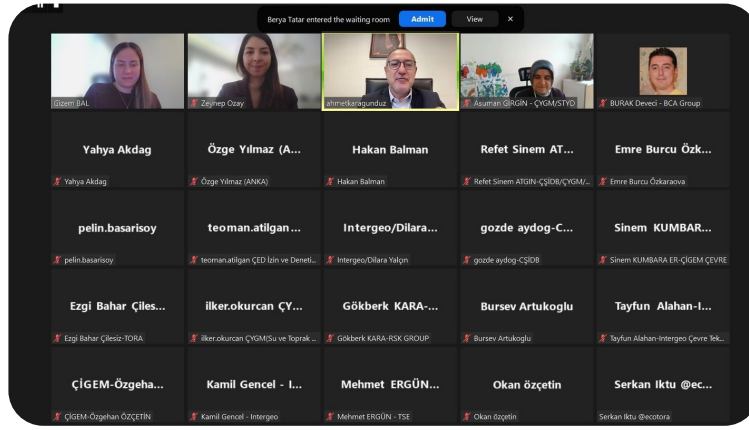 Berya Tatar entered the waiting room Admit View ×
Gizem BAL
Zeynep Ozay
ahmetkaragunduz
Asuman GİRGİN - ÇYGM/STYD
BURAK Deveci - BCA Group
Yahya Akdag
Özge Yılmaz (A...
Hakan Balman
Refet Sinem AT...
Emre Burcu Özk...
Yahya Akdag
Özge Yılmaz (ANKA)
Hakan Balman
Refet Sinem ATGIN-ÇŞİDB/ÇYGM/...
Emre Burcu Özkaraova
pelin.basarisoy
teoman.atilgan...
Intergeo/Dilara...
gozde aydog-C...
Sinem KUMBAR...
pelin.basarisoy
teoman.atilgan ÇED İzin ve Deneti...
Intergeo/Dilara Yalçın
gozde aydog-CŞİDB
Sinem KUMBARA ER-ÇİGEM ÇEVRE
Ezgi Bahar Çiles...
ilker.okurcan ÇY...
Gökberk KARA-...
Bursev Artukoglu
Tayfun Alahan-I...
Ezgi Bahar Çilesiz-TORA
ilker.okurcan ÇYGM(Su ve Toprak ...
Gökberk KARA-RSK GROUP
Bursev Artukoglu
Tayfun Alahan-Intergeo Çevre Tek...
ÇİGEM-Özgeha...
Kamil Gencel - I...
Mehmet ERGÜN...
Okan özçetin
Serkan Iktu @ec...
ÇİGEM-Özgehan ÖZÇETİN
Kamil Gencel - Intergeo
Mehmet ERGÜN - TSE
Okan özçetin
Serkan Iktu @ecotora